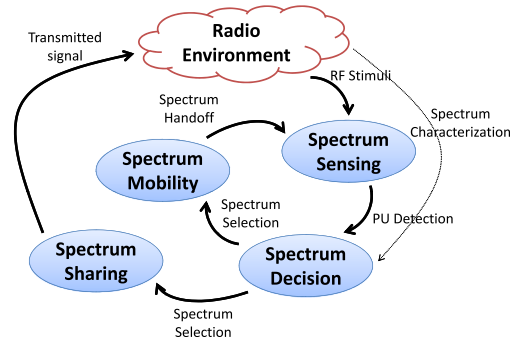 Transmitted
signal
Radio
Environment
RF Stimuli
Spectrum
Handoff
Spectrum
Characterization
Spectrum
Sensing
Spectrum
Mobility
Spectrum
Selection
PU Detection
Spectrum
Sharing
Spectrum
Decision
Spectrum
Selection